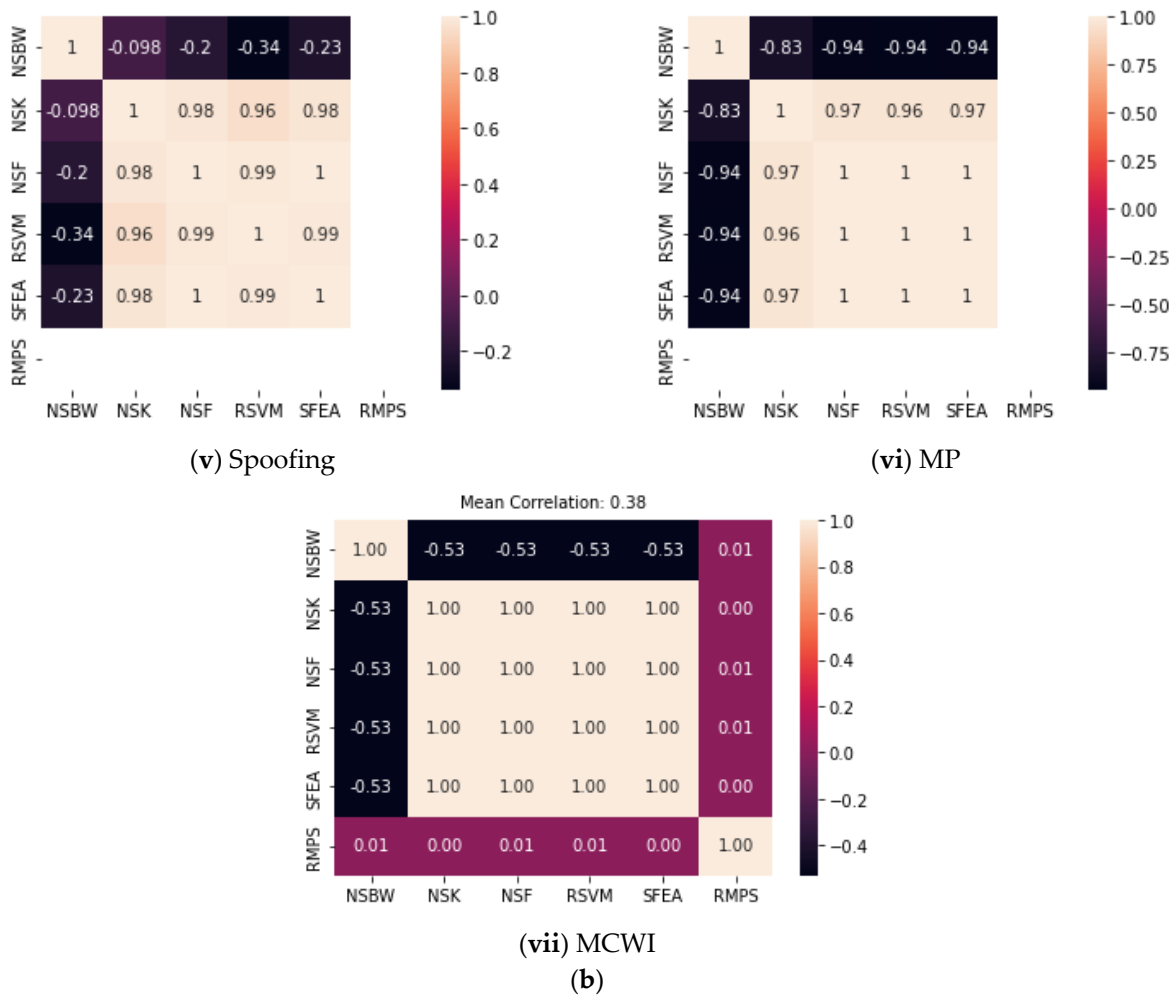 NSBW 1 -0.098 -0.2 -0.34 -0.23
NSK -0.098 1 0.98 0.96 0.98
NSF -0.2 0.98 1 0.99 1
RSVM -0.34 0.96 0.99 1 0.99
SFEA -0.23 0.98 1 0.99 1
RMPS
NSBW NSK NSF RSVM SFEA RMPS
1.0
0.8
0.6
0.4
0.2
0.0
−0.2
(v) Spoofing
NSBW 1 -0.83 -0.94 -0.94 -0.94
NSK -0.83 1 0.97 0.96 0.97
NSF -0.94 0.97 1 1 1
RSVM -0.94 0.96 1 1 1
SFEA -0.94 0.97 1 1 1
RMPS
NSBW NSK NSF RSVM SFEA RMPS
1.00
0.75
0.50
0.25
0.00
−0.25
−0.50
−0.75
(vi) MP
Mean Correlation: 0.38
NSBW 1.00 -0.53 -0.53 -0.53 -0.53 0.01
NSK -0.53 1.00 1.00 1.00 1.00 0.00
NSF -0.53 1.00 1.00 1.00 1.00 0.01
RSVM -0.53 1.00 1.00 1.00 1.00 0.01
SFEA -0.53 1.00 1.00 1.00 1.00 0.00
RMPS 0.01 0.00 0.01 0.01 0.00 1.00
NSBW NSK NSF RSVM SFEA RMPS
1.0
0.8
0.6
0.4
0.2
0.0
−0.2
−0.4
(vii) MCWI
(b)